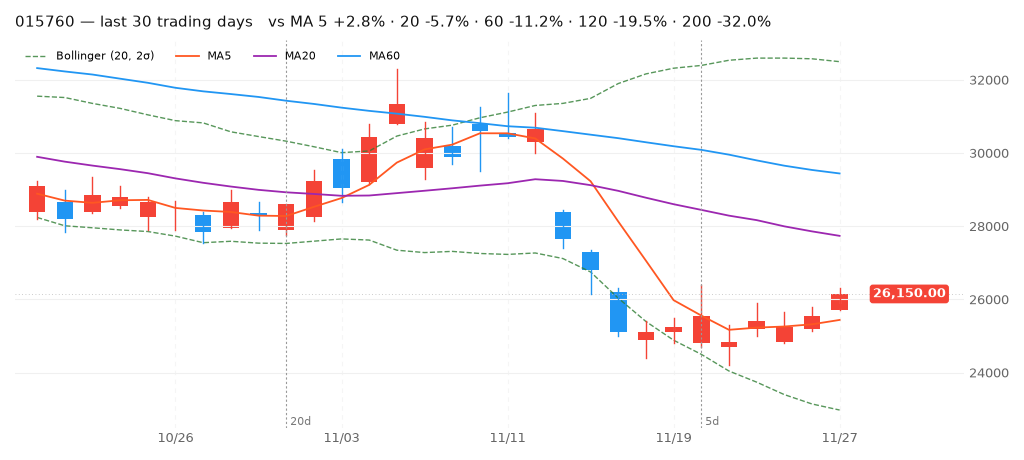 015760 — last 30 trading days   vs MA 5 +2.8% · 20 -5.7% · 60 -11.2% · 120 -19.5% · 200 -32.0%
Bollinger (20, 2σ)   MA5   MA20   MA60
32000
30000
28000
26,150.00
26000
24000
20d
5d
10/26   11/03   11/11   11/19   11/27